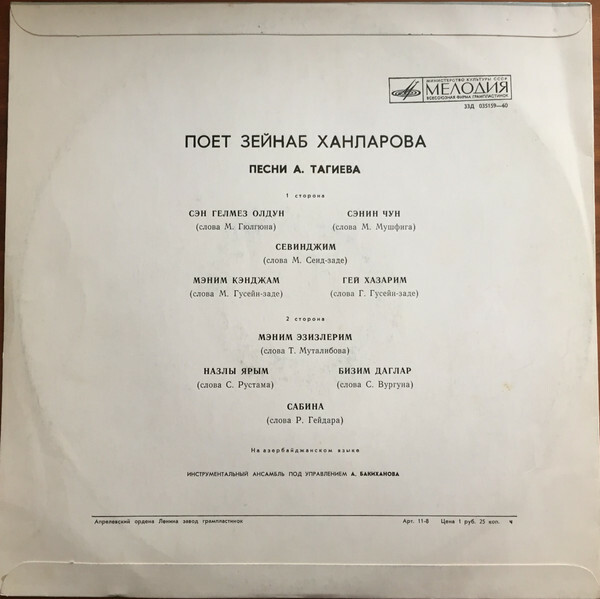 МИНИСТЕРСТВО КУЛЬТУРЫ СССР
МЕЛОДИЯ
ВСЕСОЮЗНАЯ ФИРМА ГРАМПЛАСТИНОК
33Д 035159—60
ПОЕТ ЗЕЙНАБ ХАНЛАРОВА
ПЕСНИ А. ТАГИЕВА
1 сторона
СЭН ГЕЛМЕЗ ОЛДУН СЭНИН ЧУН
(слова М. Гюлгюна) (слова М. Мушфига)
СЕВИНДЖИМ
(слова М. Сеид-заде)
МЭНИМ КЭНДЖАМ ГЕЙ ХАЗАРИМ
(слова М. Гусейн-заде) (слова Г. Гусейн-заде)
2 сторона
МЭНИМ ЭЗИЗЛЕРИМ
(слова Т. Муталибова)
НАЗЛЫ ЯРЫМ БИЗИМ ДАГЛАР
(слова С. Рустама) (слова С. Вургуна)
САБИНА
(слова Р. Гейдара)
На азербайджанском языке
ИНСТРУМЕНТАЛЬНЫЙ АНСАМБЛЬ ПОД УПРАВЛЕНИЕМ А. БАКИХАНОВА
Апрелевский ордена Ленина завод грампластинок Арт. 11-8 Цена 1 руб. 25 коп. ч